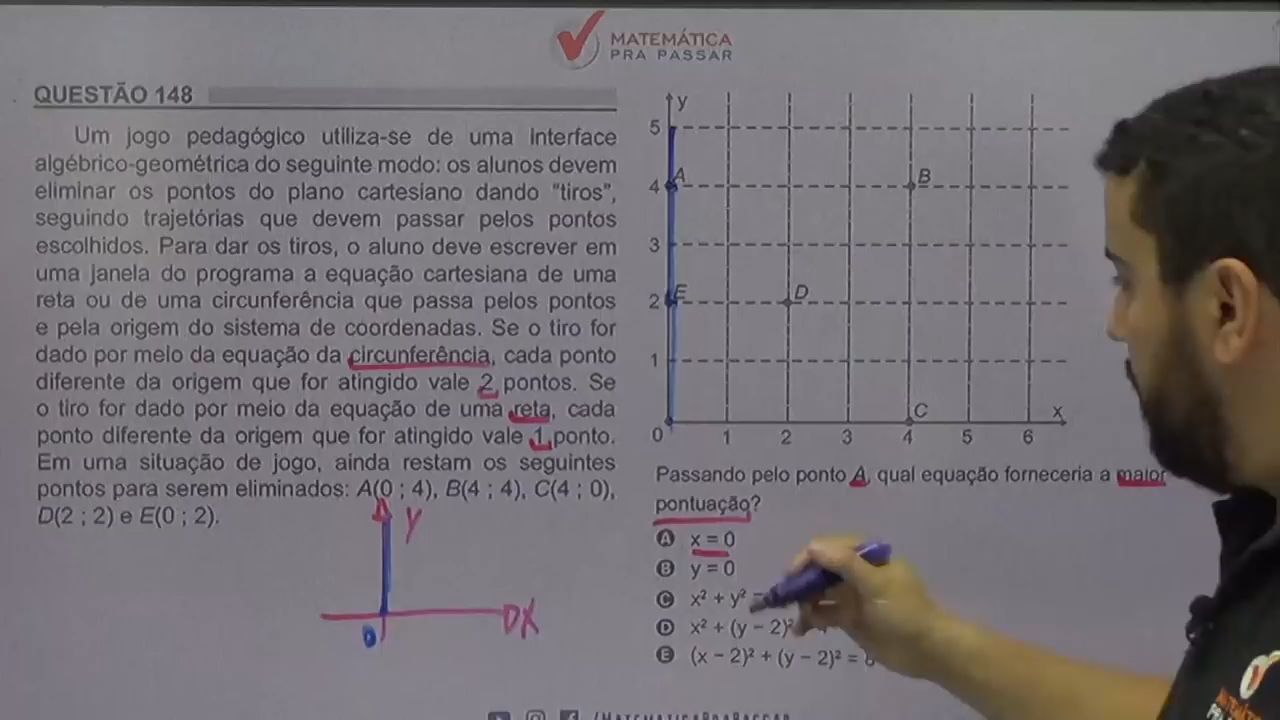 MATEMÁTICA
PRA PASSAR
QUESTÃO 148
Um jogo pedagógico utiliza-se de uma interface
algébrico-geométrica do seguinte modo: os alunos devem
eliminar os pontos do plano cartesiano dando "tiros",
seguindo trajetórias que devem passar pelos pontos
escolhidos. Para dar os tiros, o aluno deve escrever em
uma janela do programa a equação cartesiana de uma
reta ou de uma circunferência que passa pelos pontos
e pela origem do sistema de coordenadas. Se o tiro for
dado por meio da equação da circunferência, cada ponto
diferente da origem que for atingido vale 2 pontos. Se
o tiro for dado por meio da equação de uma reta, cada
ponto diferente da origem que for atingido vale 1 ponto.
Em uma situação de jogo, ainda restam os seguintes
pontos para serem eliminados: A(0 ; 4), B(4 ; 4), C(4 ; 0),
D(2 ; 2) e E(0 ; 2).
Y
X
0
y
5
4 A B
3
2 E D
1
C x
0 1 2 3 4 5 6
Passando pelo ponto A, qual equação forneceria a maior
pontuação?
A x = 0
B y = 0
C x² + y²
D x² + (y − 2)²
E (x − 2)² + (y − 2)² = 8
/MATEMATICAPRAPASSAR